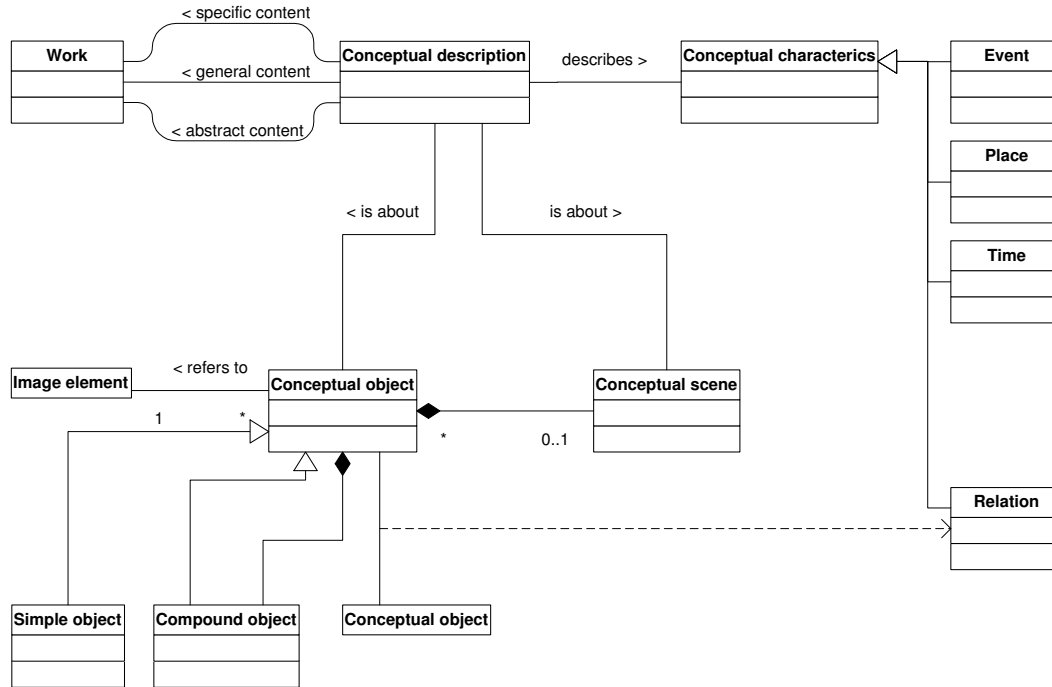 < specific content
Work
Conceptual description
Conceptual characterics
Event
< general content
describes >
< abstract content
Place
< is about
is about >
Time
< refers to
Image element
Conceptual object
Conceptual scene
1
*
*
0..1
Relation
Simple object
Compound object
Conceptual object